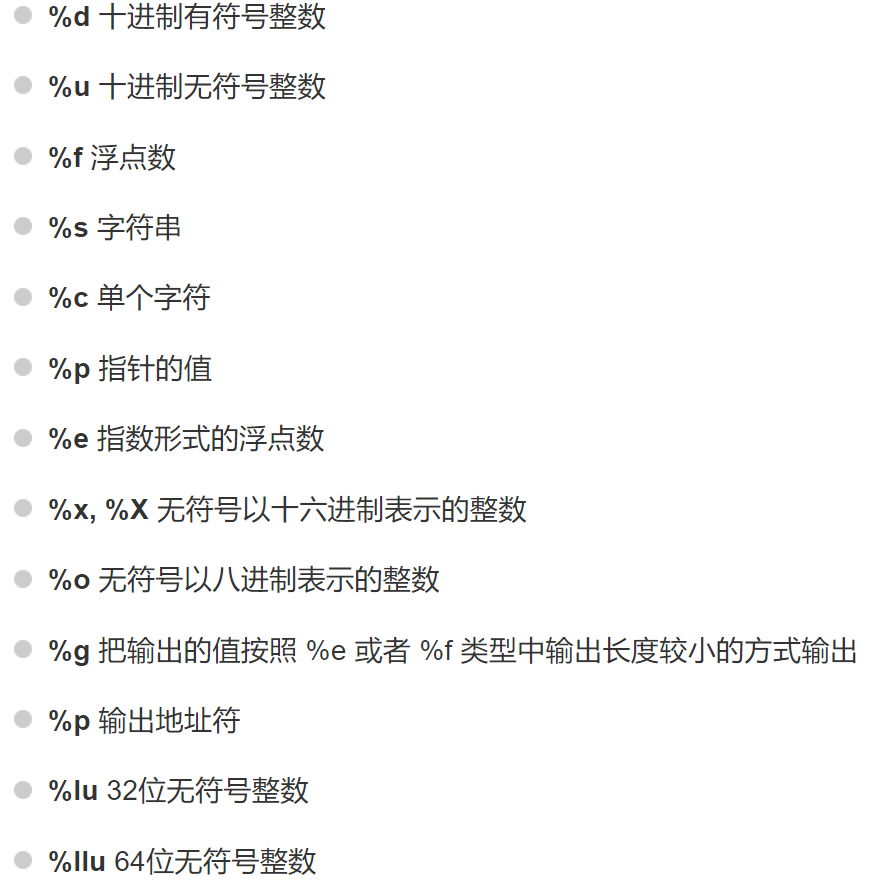 %d 十进制有符号整数
%u 十进制无符号整数
%f 浮点数
%s 字符串
%c 单个字符
%p 指针的值
%e 指数形式的浮点数
%x, %X 无符号以十六进制表示的整数
%o 无符号以八进制表示的整数
%g 把输出的值按照 %e 或者 %f 类型中输出长度较小的方式输出
%p 输出地址符
%lu 32位无符号整数
%llu 64位无符号整数